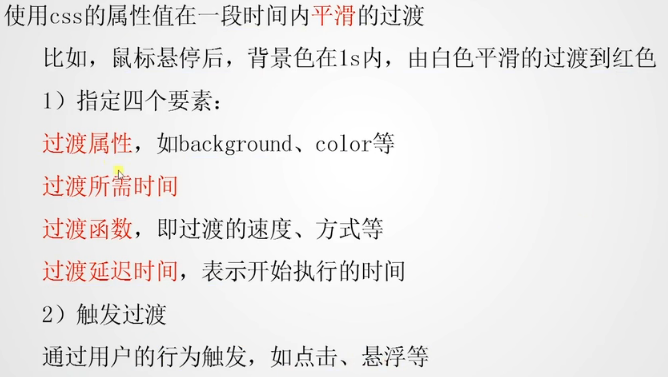 使用css的属性值在一段时间内平滑的过渡
比如，鼠标悬停后，背景色在1s内，由白色平滑的过渡到红色
1）指定四个要素：
过渡属性，如background、color等
过渡所需时间
过渡函数，即过渡的速度、方式等
过渡延迟时间，表示开始执行的时间
2）触发过渡
通过用户的行为触发，如点击、悬浮等